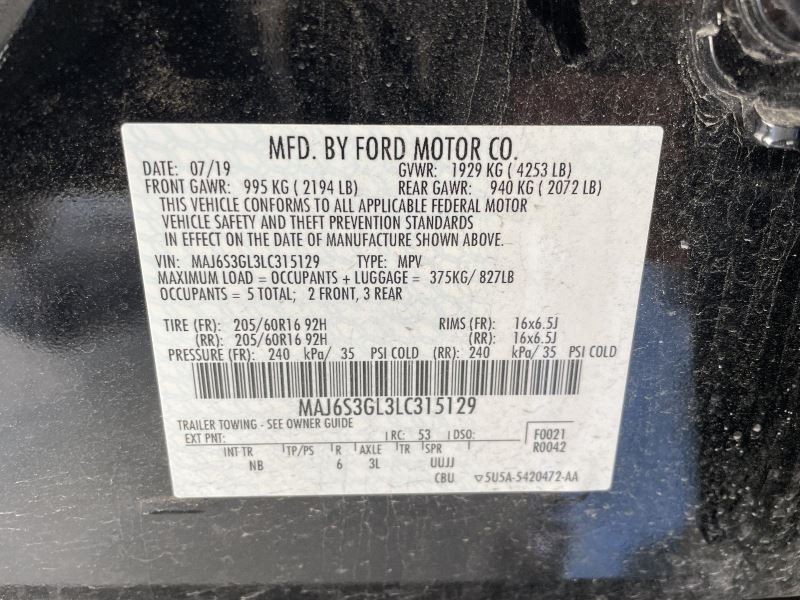 MFD. BY FORD MOTOR CO.
DATE: 07/19 GVWR: 1929 KG ( 4253 LB)
FRONT GAWR: 995 KG ( 2194 LB) REAR GAWR: 940 KG ( 2072 LB)
THIS VEHICLE CONFORMS TO ALL APPLICABLE FEDERAL MOTOR
VEHICLE SAFETY AND THEFT PREVENTION STANDARDS
IN EFFECT ON THE DATE OF MANUFACTURE SHOWN ABOVE.
VIN: MAJ6S3GL3LC315129 TYPE: MPV
MAXIMUM LOAD = OCCUPANTS + LUGGAGE = 375KG/ 827LB
OCCUPANTS = 5 TOTAL; 2 FRONT, 3 REAR
TIRE (FR): 205/60R16 92H RIMS (FR): 16x6.5J
(RR): 205/60R16 92H (RR): 16x6.5J
PRESSURE (FR): 240 kPa/ 35 PSI COLD (RR): 240 kPa/ 35 PSI COLD
MAJ6S3GL3LC315129
TRAILER TOWING - SEE OWNER GUIDE
EXT PNT: RC: 53 DSO: F0021
R0042
INT TR TP/PS R AXLE TR SPR
NB 6 3L UUJJ
CBU 5U5A-5420472-AA